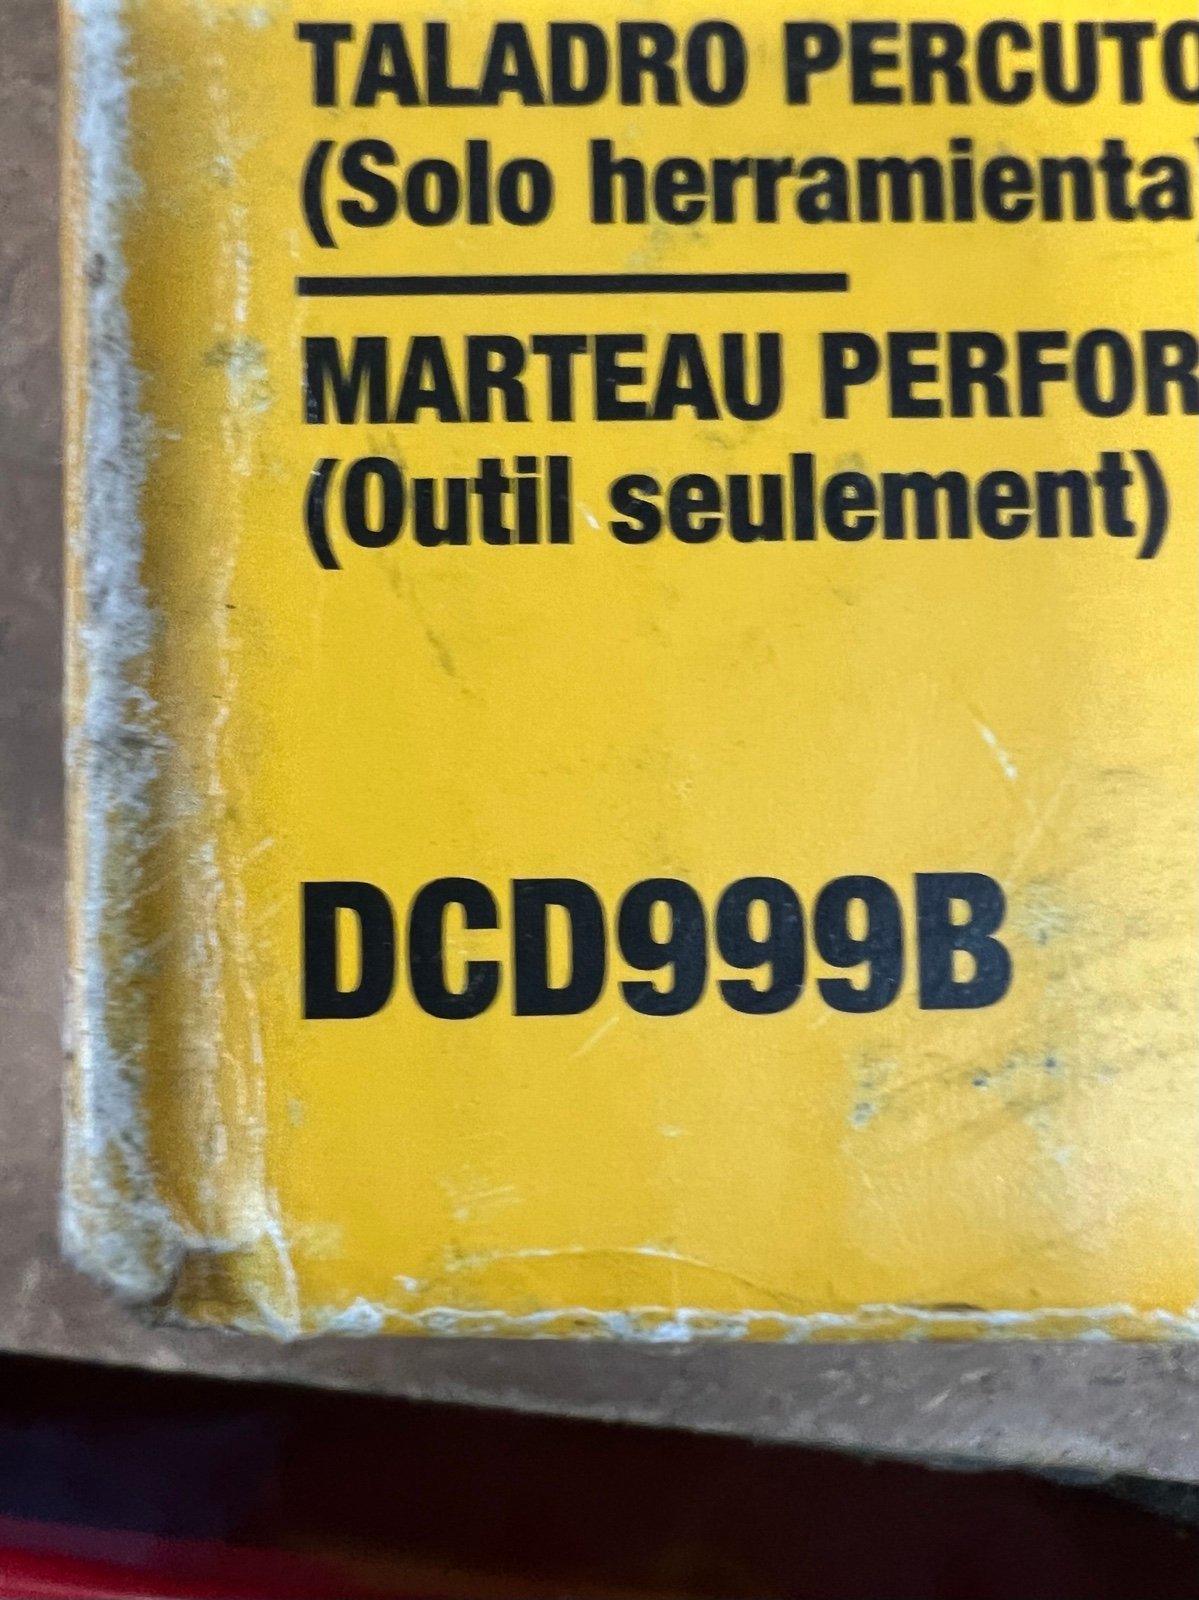 TALADRO PERCUTO
(Solo herramienta)
MARTEAU PERFOR
(Outil seulement)
DCD999B